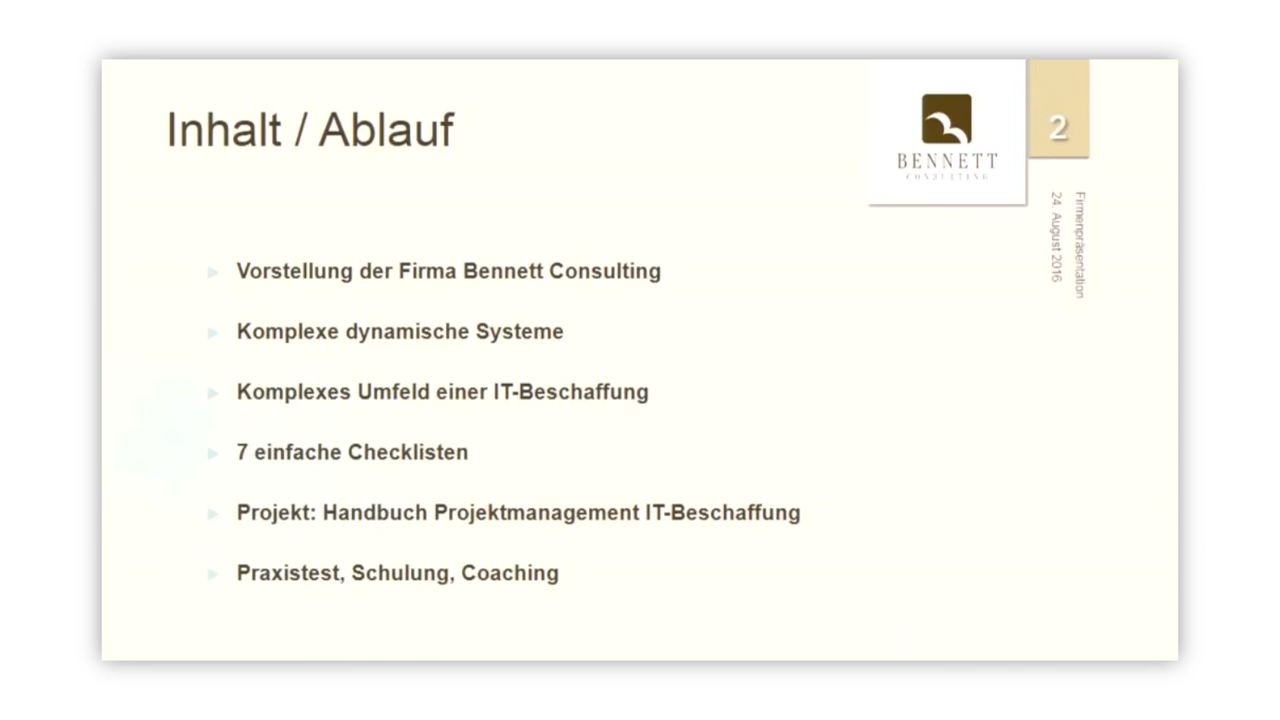 Inhalt / Ablauf
BENNETT
CONSULTING
2
Firmenpräsentation
24. August 2016
Vorstellung der Firma Bennett Consulting
Komplexe dynamische Systeme
Komplexes Umfeld einer IT-Beschaffung
7 einfache Checklisten
Projekt: Handbuch Projektmanagement IT-Beschaffung
Praxistest, Schulung, Coaching